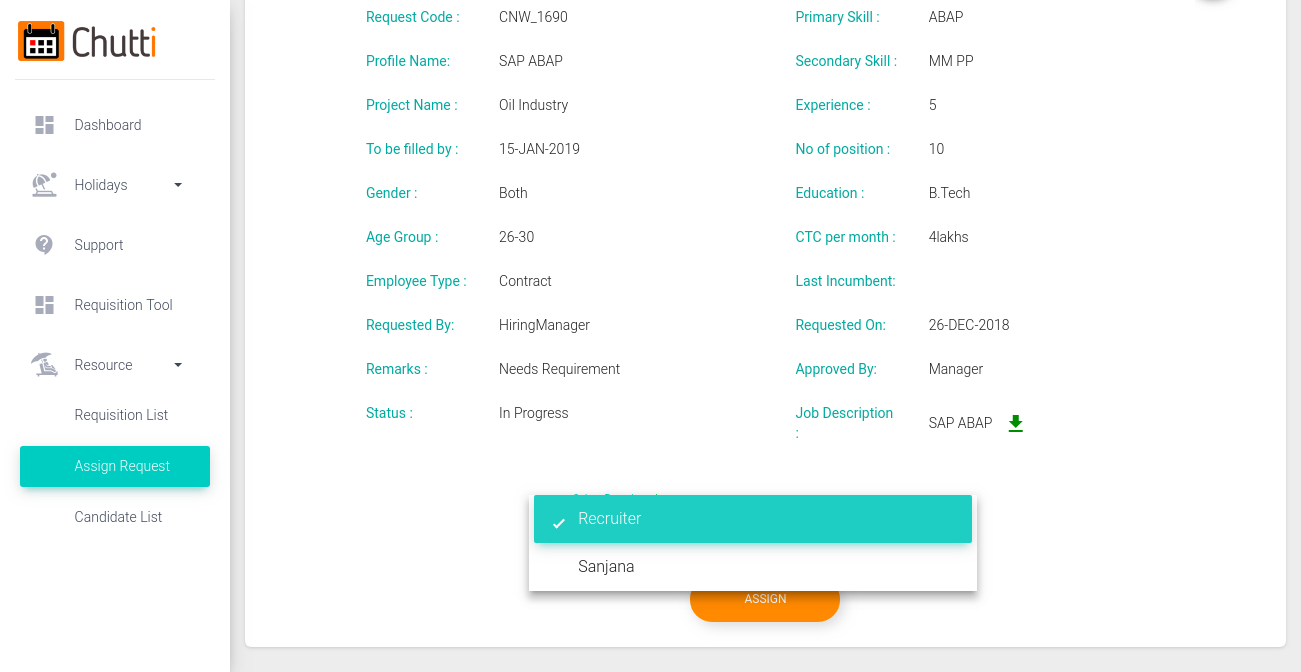 Chutti
Dashboard
Holidays
Support
Requisition Tool
Resource
Requisition List
Assign Request
Candidate List
Request Code : CNW_1690 Primary Skill : ABAP
Profile Name: SAP ABAP Secondary Skill : MM PP
Project Name : Oil Industry Experience : 5
To be filled by : 15-JAN-2019 No of position : 10
Gender : Both Education : B.Tech
Age Group : 26-30 CTC per month : 4lakhs
Employee Type : Contract Last Incumbent:
Requested By: HiringManager Requested On: 26-DEC-2018
Remarks : Needs Requirement Approved By: Manager
Status : In Progress Job Description
: SAP ABAP
Recruiter
Sanjana
ASSIGN